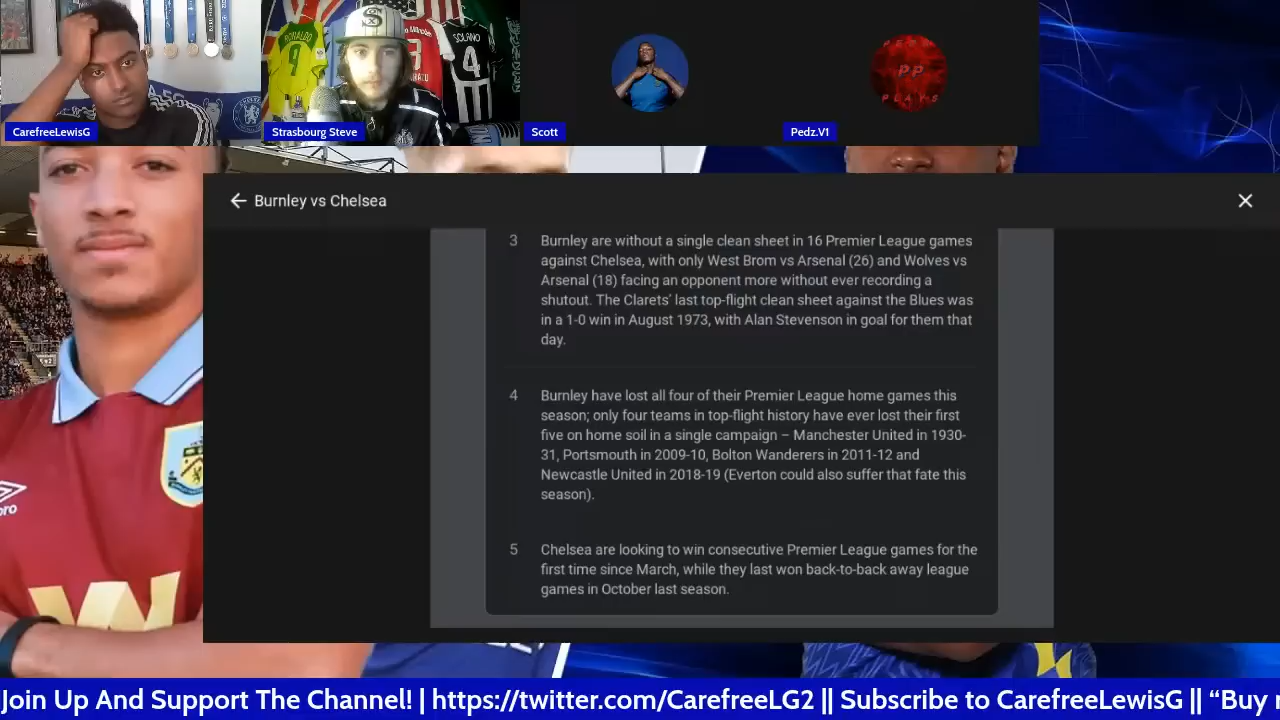 RONALDO
9
SOLANO
4
PP
PLAYS
CarefreeLewisG
Strasbourg Steve
Scott
Pedz.V1
Burnley vs Chelsea
3 Burnley are without a single clean sheet in 16 Premier League games
against Chelsea, with only West Brom vs Arsenal (26) and Wolves vs
Arsenal (18) facing an opponent more without ever recording a
shutout. The Clarets' last top-flight clean sheet against the Blues was
in a 1-0 win in August 1973, with Alan Stevenson in goal for them that
day.
4 Burnley have lost all four of their Premier League home games this
season; only four teams in top-flight history have ever lost their first
five on home soil in a single campaign – Manchester United in 1930-
31, Portsmouth in 2009-10, Bolton Wanderers in 2011-12 and
Newcastle United in 2018-19 (Everton could also suffer that fate this
season).
5 Chelsea are looking to win consecutive Premier League games for the
first time since March, while they last won back-to-back away league
games in October last season.
Join Up And Support The Channel! | https://twitter.com/CarefreeLG2 || Subscribe to CarefreeLewisG || “Buy